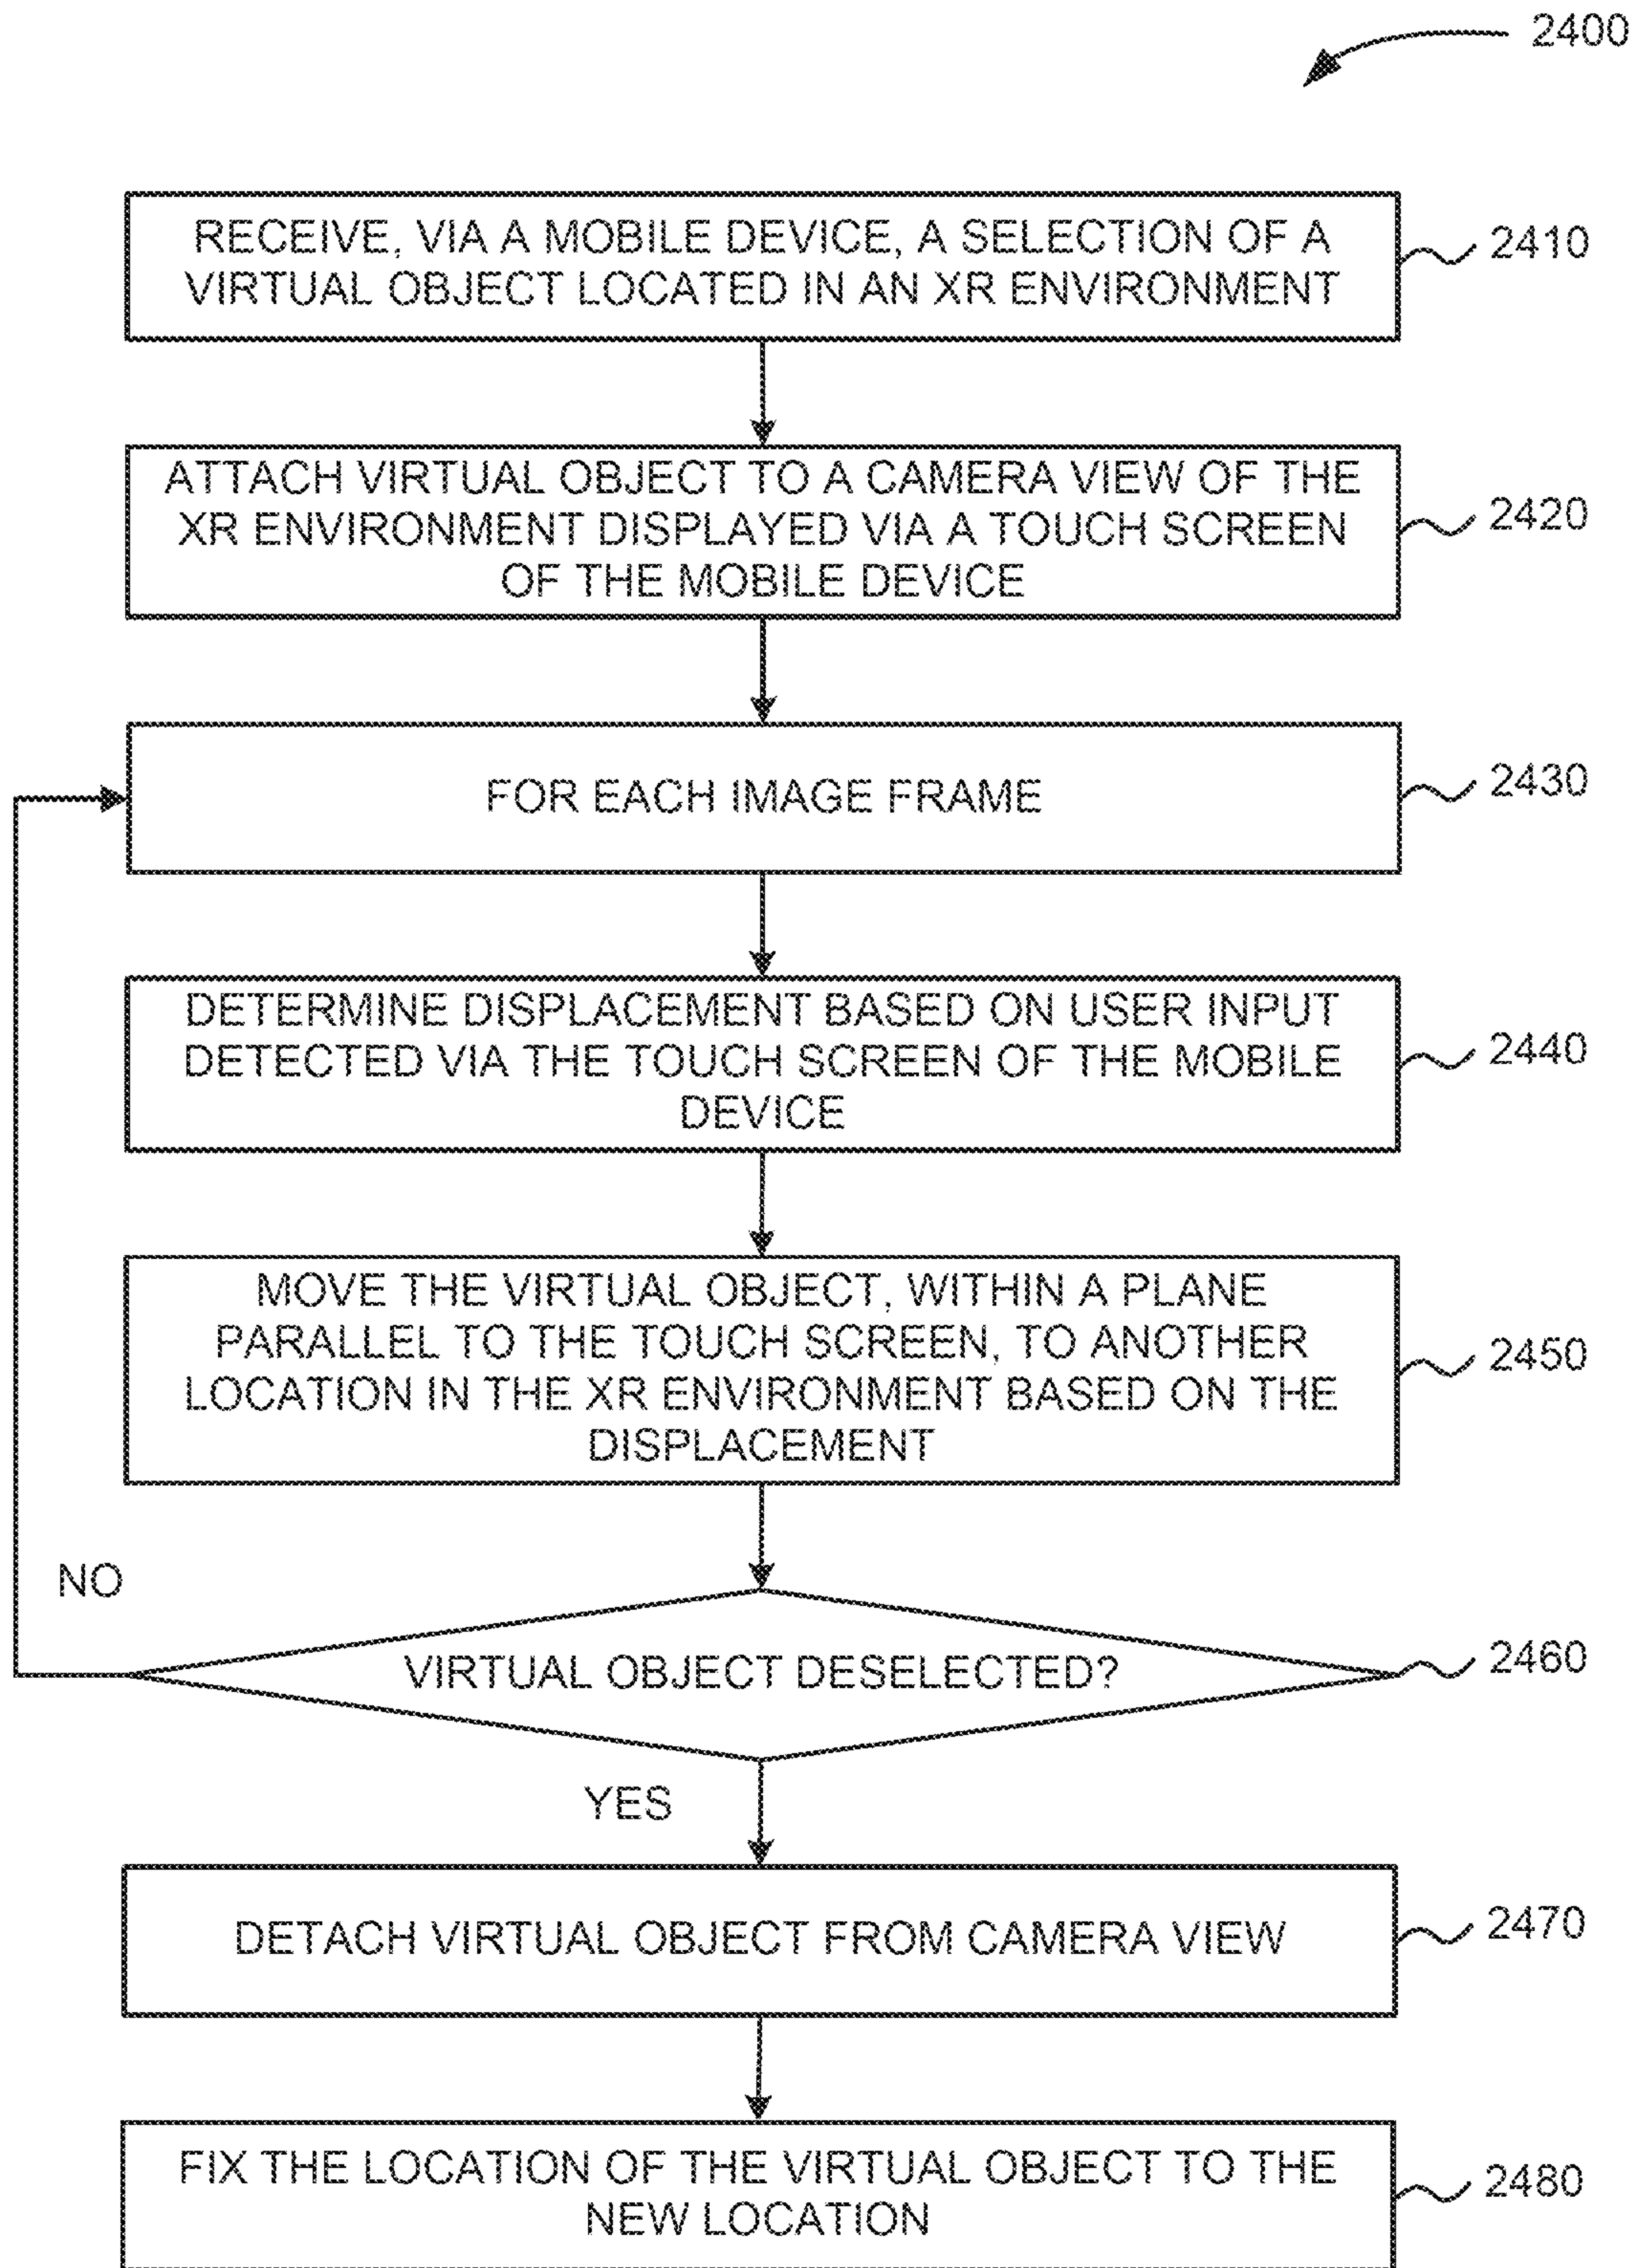 2400
RECEIVE, VIA A MOBILE DEVICE, A SELECTION OF A
VIRTUAL OBJECT LOCATED IN AN XR ENVIRONMENT
2410
ATTACH VIRTUAL OBJECT TO A CAMERA VIEW OF THE
XR ENVIRONMENT DISPLAYED VIA A TOUCH SCREEN
OF THE MOBILE DEVICE
2420
FOR EACH IMAGE FRAME
2430
DETERMINE DISPLACEMENT BASED ON USER INPUT
DETECTED VIA THE TOUCH SCREEN OF THE MOBILE
DEVICE
2440
MOVE THE VIRTUAL OBJECT, WITHIN A PLANE
PARALLEL TO THE TOUCH SCREEN, TO ANOTHER
LOCATION IN THE XR ENVIRONMENT BASED ON THE
DISPLACEMENT
2450
NO
VIRTUAL OBJECT DESELECTED?
2460
YES
DETACH VIRTUAL OBJECT FROM CAMERA VIEW
2470
FIX THE LOCATION OF THE VIRTUAL OBJECT TO THE
NEW LOCATION
2480